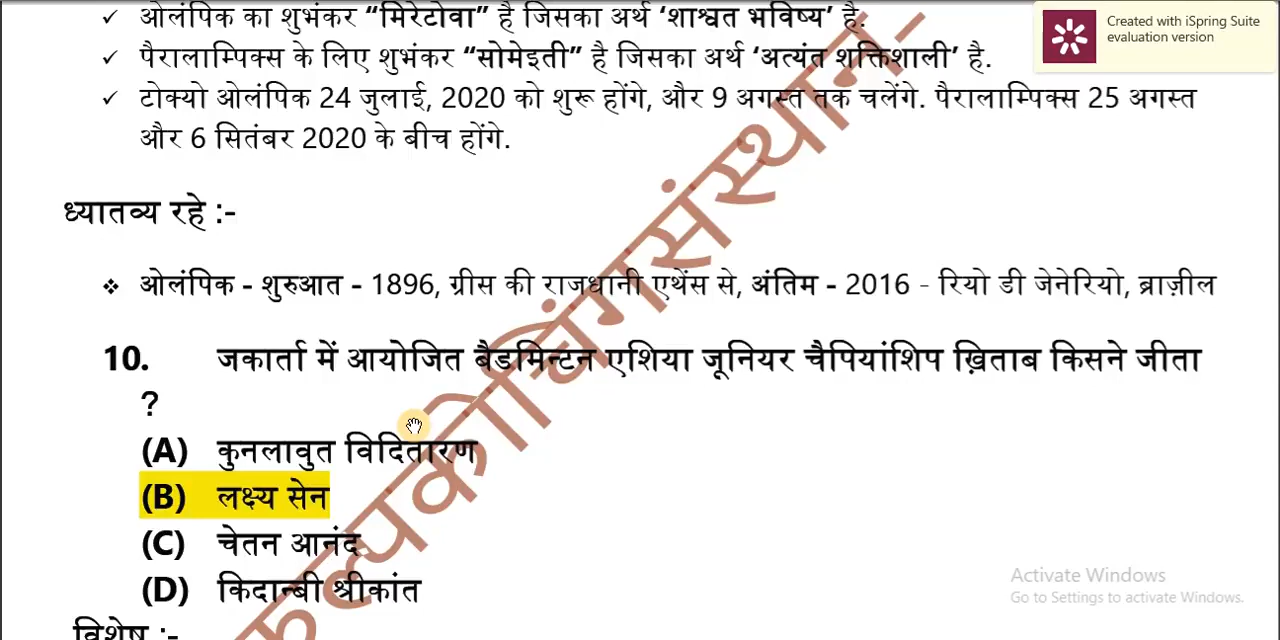 ✓ ओलंपिक का शुभंकर “मिरेटोवा” है जिसका अर्थ ‘शाश्वत भविष्य’ है.
Created with iSpring Suite
evaluation version
✓ पैरालाम्पिक्स के लिए शुभंकर “सोमेइती” है जिसका अर्थ ‘अत्यंत शक्तिशाली’ है.
✓ टोक्यो ओलंपिक 24 जुलाई, 2020 को शुरू होंगे, और 9 अगस्त तक चलेंगे. पैरालाम्पिक्स 25 अगस्त
और 6 सितंबर 2020 के बीच होंगे.
ध्यातव्य रहे :-
❖ ओलंपिक - शुरुआत - 1896, ग्रीस की राजधानी एथेंस से, अंतिम - 2016 - रियो डी जेनेरियो, ब्राज़ील
10. जकार्ता में आयोजित बैडमिन्टन एशिया जूनियर चैपियांशिप ख़िताब किसने जीता
?
(A) कुनलावुत विदितारण
(B) लक्ष्य सेन
(C) चेतन आनंद
(D) किदान्बी श्रीकांत
विशेष :-
कल्पकोचिंगसंस्थान-
Activate Windows
Go to Settings to activate Windows.